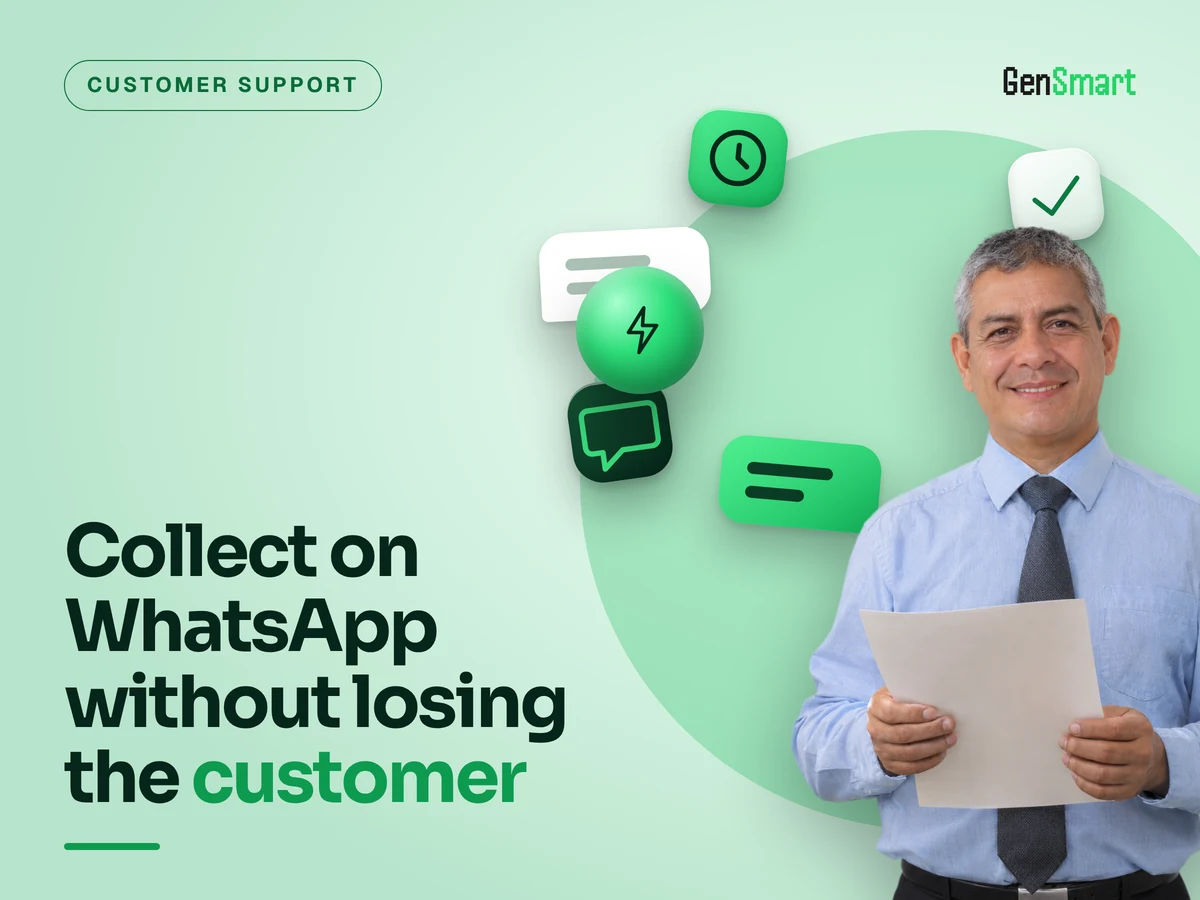 CUSTOMER SUPPORT
GenSmart
Collect on
WhatsApp
without losing
the customer